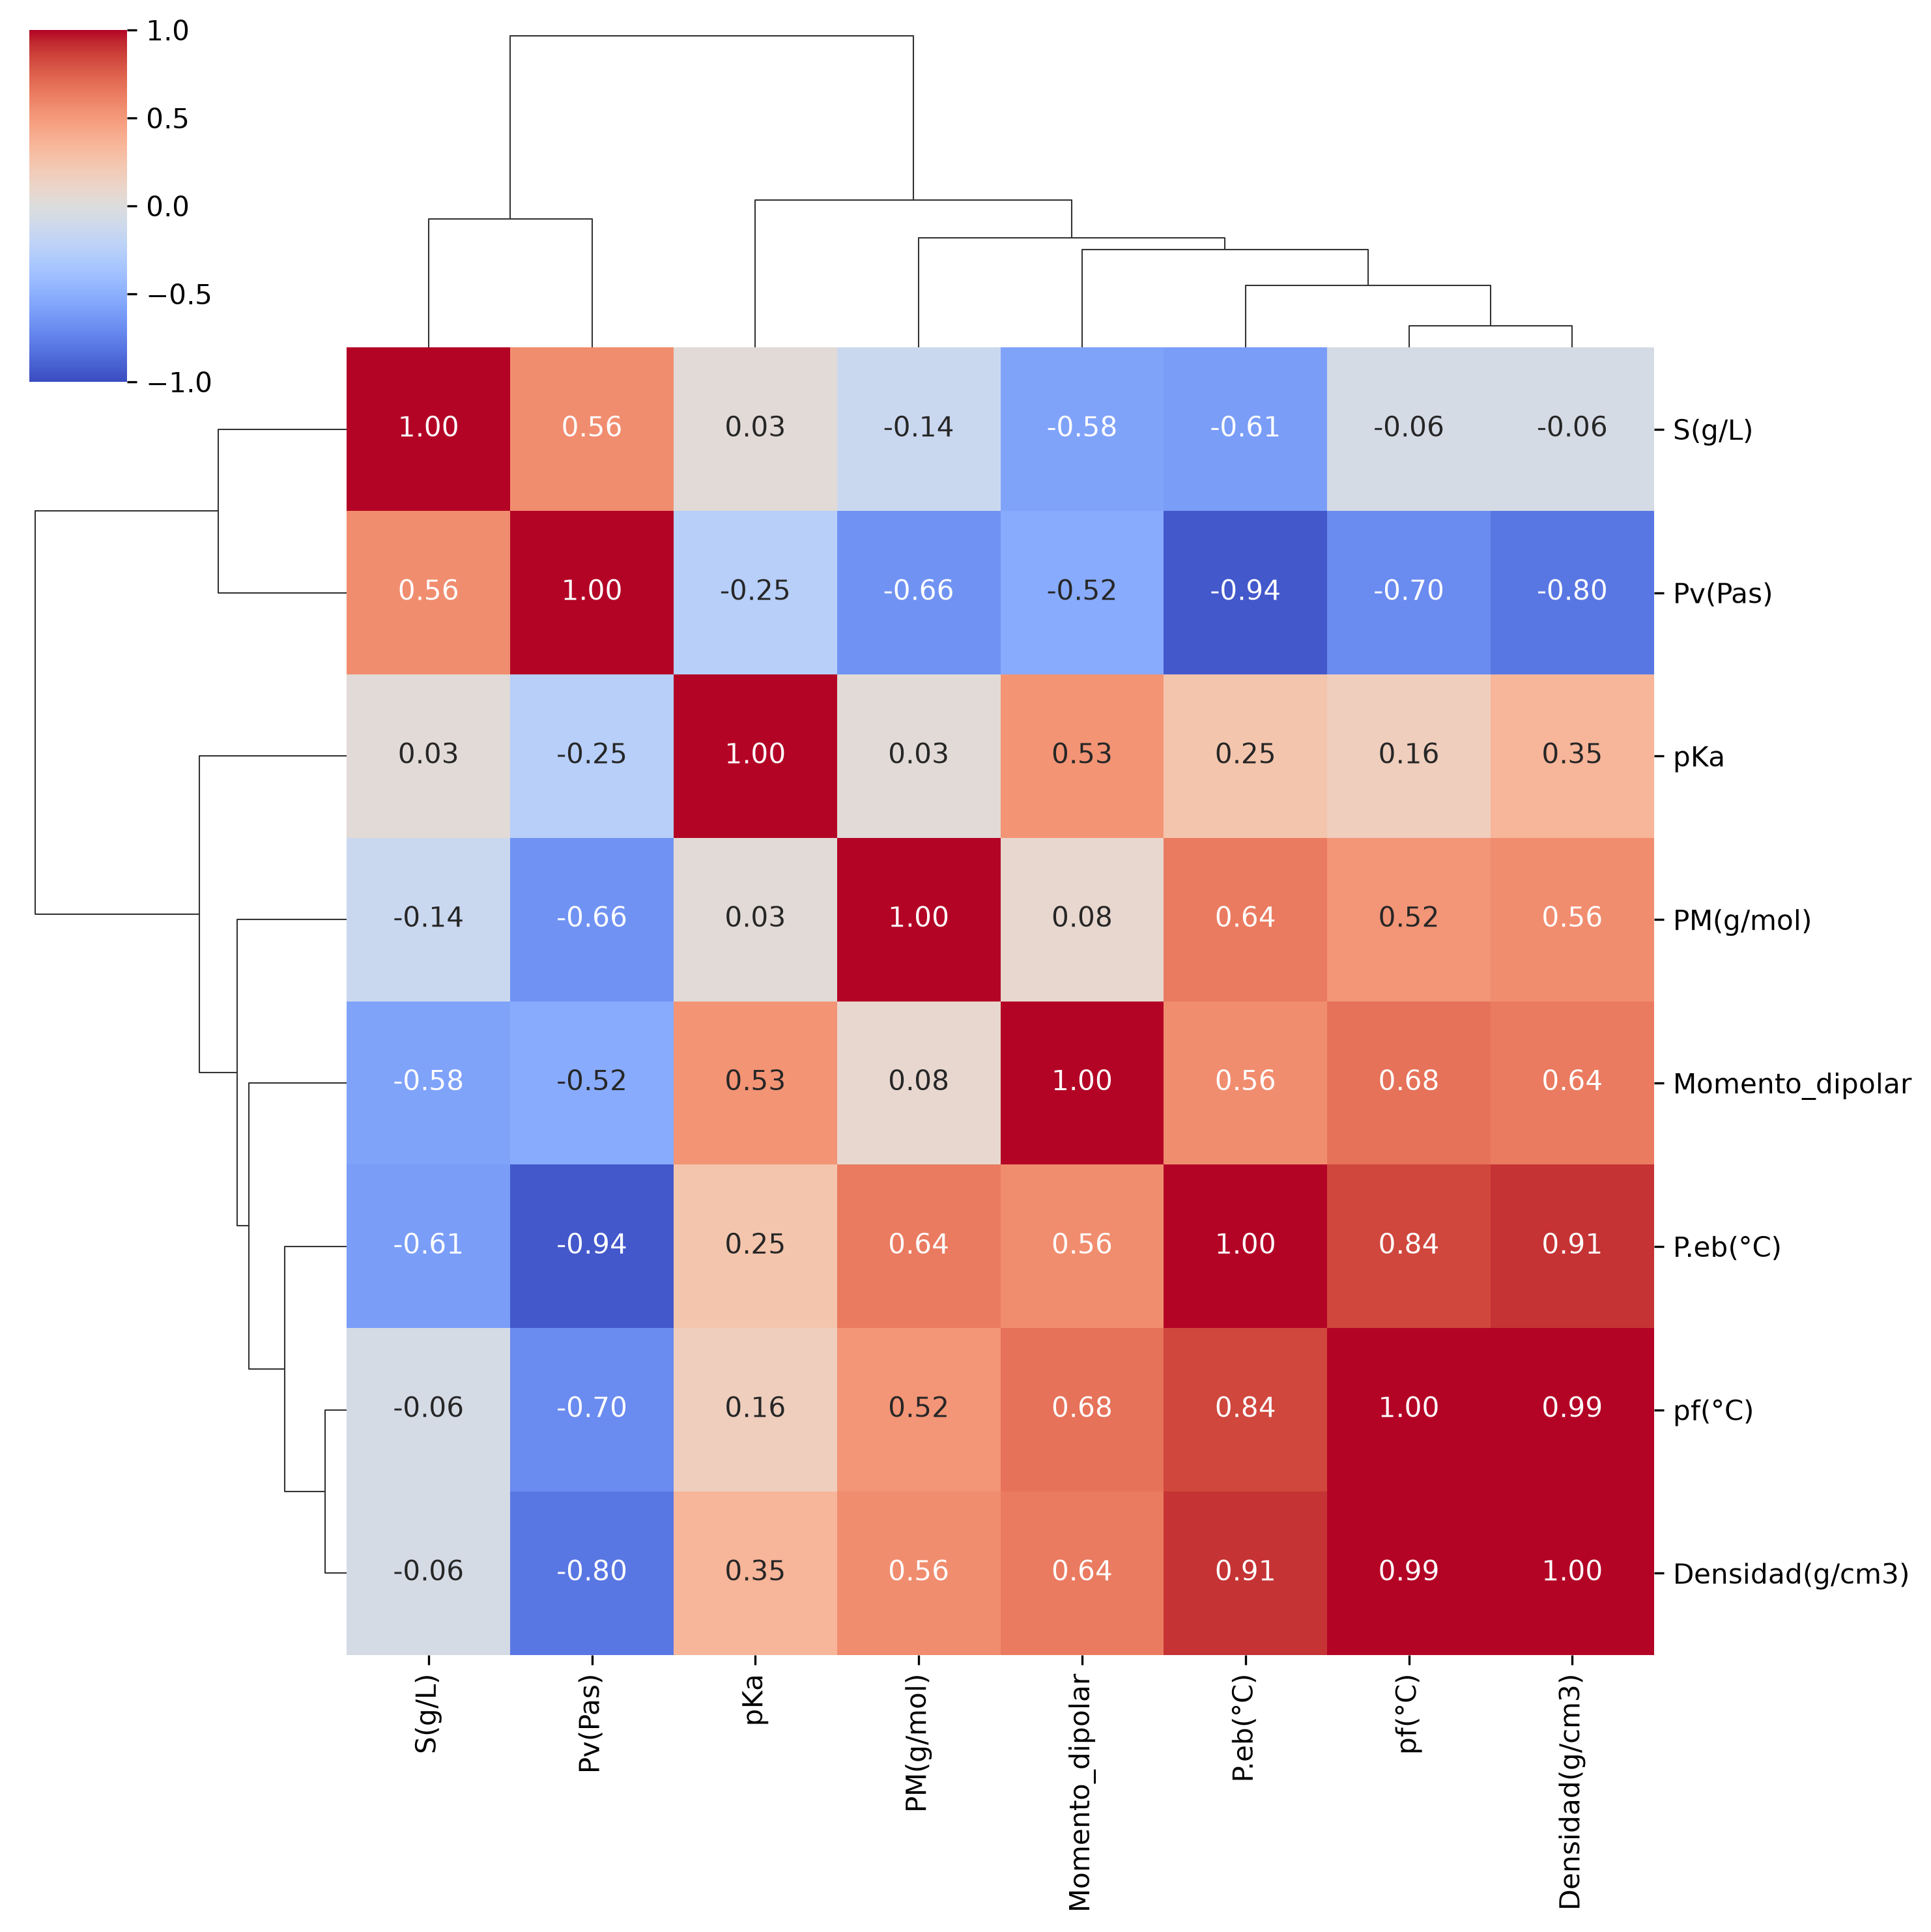 1.0
0.5
0.0
−0.5
−1.0
1.00 0.56 0.03 -0.14 -0.58 -0.61 -0.06 -0.06 S(g/L)
0.56 1.00 -0.25 -0.66 -0.52 -0.94 -0.70 -0.80 Pv(Pas)
0.03 -0.25 1.00 0.03 0.53 0.25 0.16 0.35 pKa
-0.14 -0.66 0.03 1.00 0.08 0.64 0.52 0.56 PM(g/mol)
-0.58 -0.52 0.53 0.08 1.00 0.56 0.68 0.64 Momento_dipolar
-0.61 -0.94 0.25 0.64 0.56 1.00 0.84 0.91 P.eb(°C)
-0.06 -0.70 0.16 0.52 0.68 0.84 1.00 0.99 pf(°C)
-0.06 -0.80 0.35 0.56 0.64 0.91 0.99 1.00 Densidad(g/cm3)
S(g/L)
Pv(Pas)
pKa
PM(g/mol)
Momento_dipolar
P.eb(°C)
pf(°C)
Densidad(g/cm3)